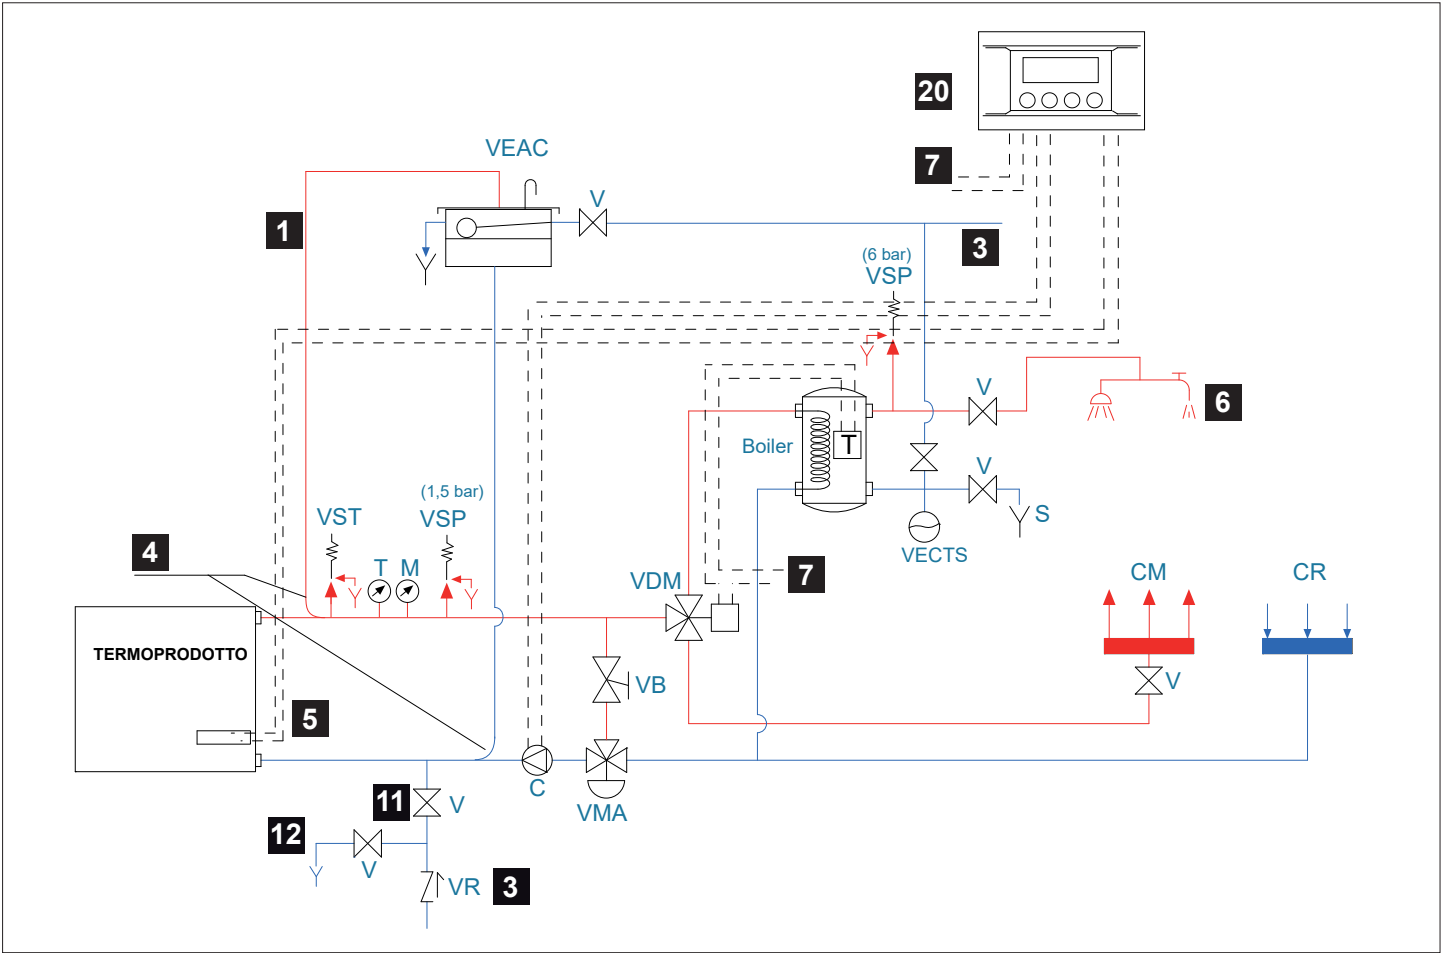 20
VEAC
7
V
1
3
(6 bar)
VSP
V
6
Boiler
T
(1,5 bar)
V
VST
VSP
S
4
VECTS
T
M
7
VDM
CM
CR
TERMOPRODOTTO
VB
V
5
C
11
V
VMA
12
V
VR
3